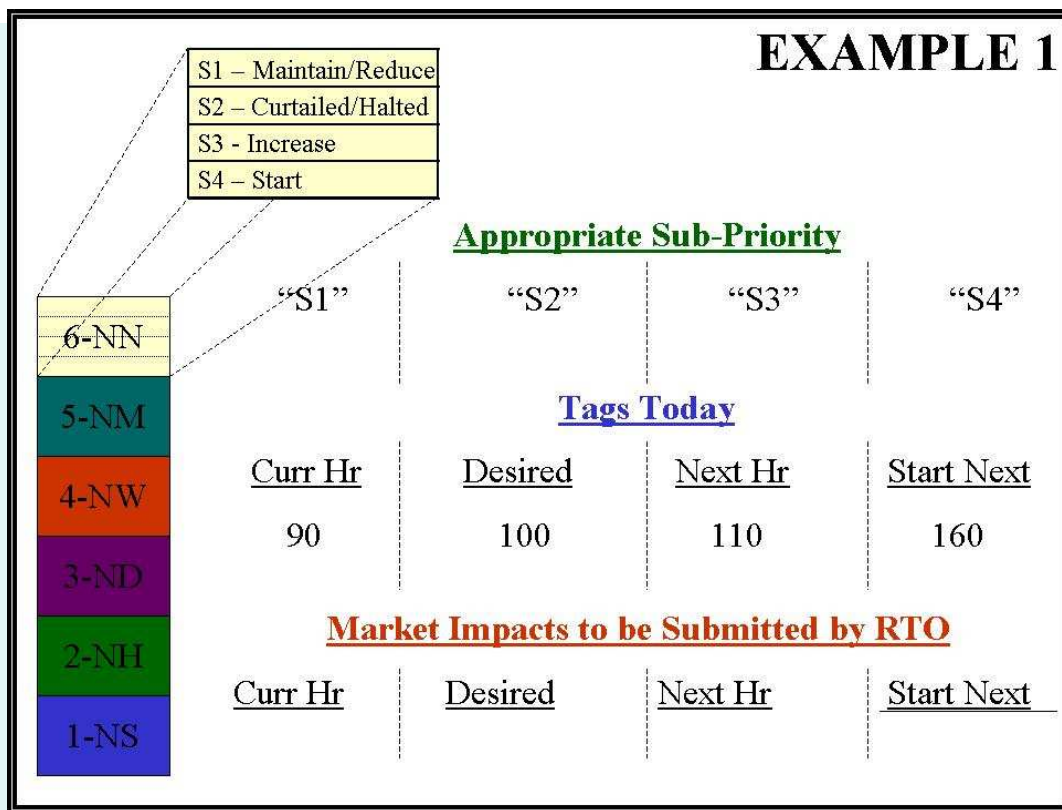 EXAMPLE 1
S1 – Maintain/Reduce
S2 – Curtailed/Halted
S3 - Increase
S4 – Start
Appropriate Sub-Priority
“S1” “S2” “S3” “S4”
6-NN
5-NM
4-NW
3-ND
2-NH
1-NS
Tags Today
Curr Hr Desired Next Hr Start Next
90 100 110 160
Market Impacts to be Submitted by RTO
Curr Hr Desired Next Hr Start Next